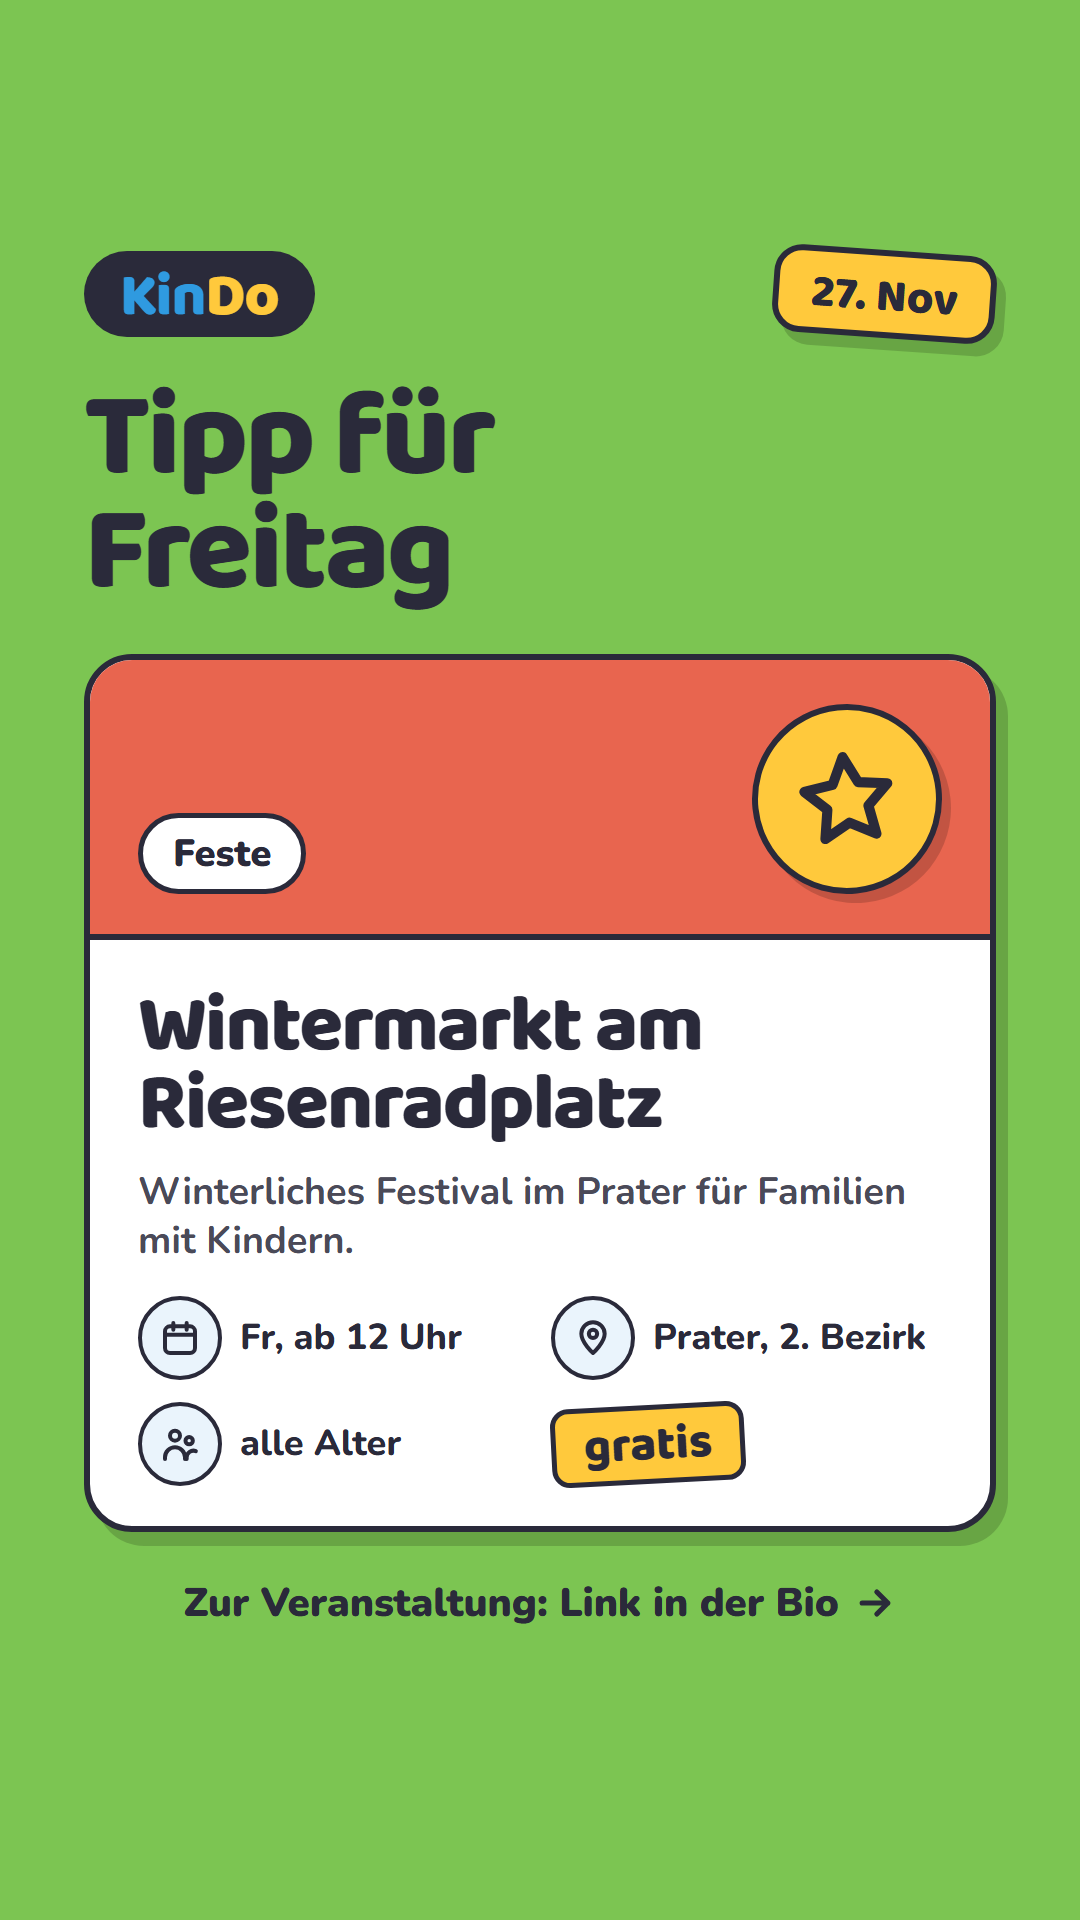 KinDo
27. Nov
Tipp für
Freitag
Feste
Wintermarkt am
Riesenradplatz
Winterliches Festival im Prater für Familien
mit Kindern.
Fr, ab 12 Uhr
Prater, 2. Bezirk
alle Alter
gratis
Zur Veranstaltung: Link in der Bio →